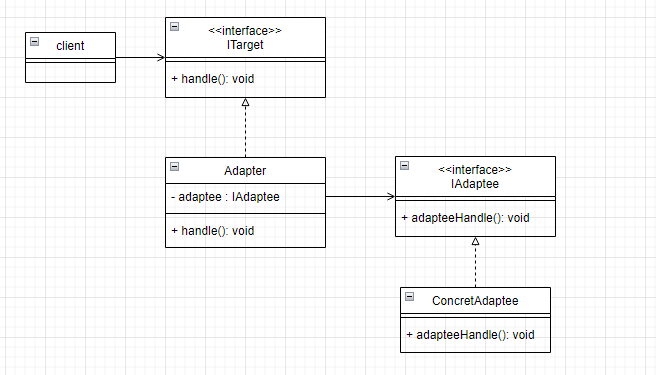 client
<<interface>>
ITarget
+ handle(): void
Adapter
- adaptee : IAdaptee
+ handle(): void
<<interface>>
IAdaptee
+ adapteeHandle(): void
ConcretAdaptee
+ adapteeHandle(): void